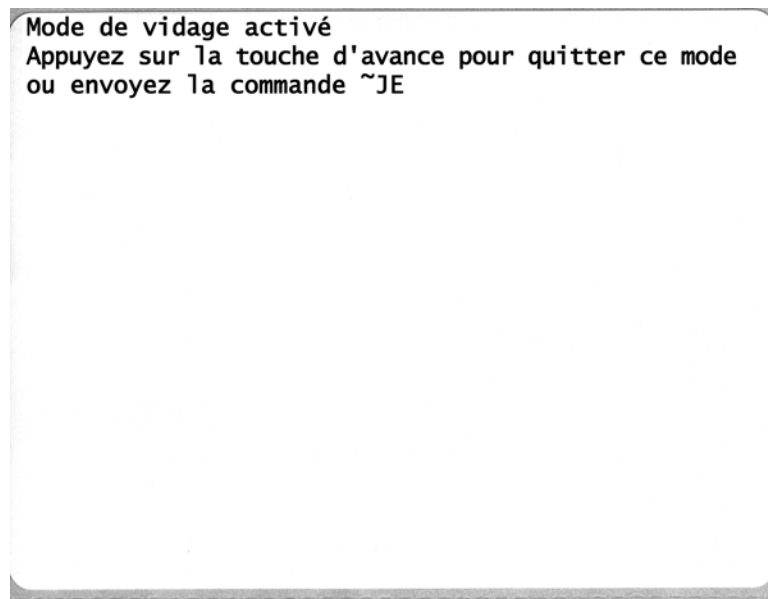 Mode de vidage activé
Appuyez sur la touche d'avance pour quitter ce mode
ou envoyez la commande ~JE